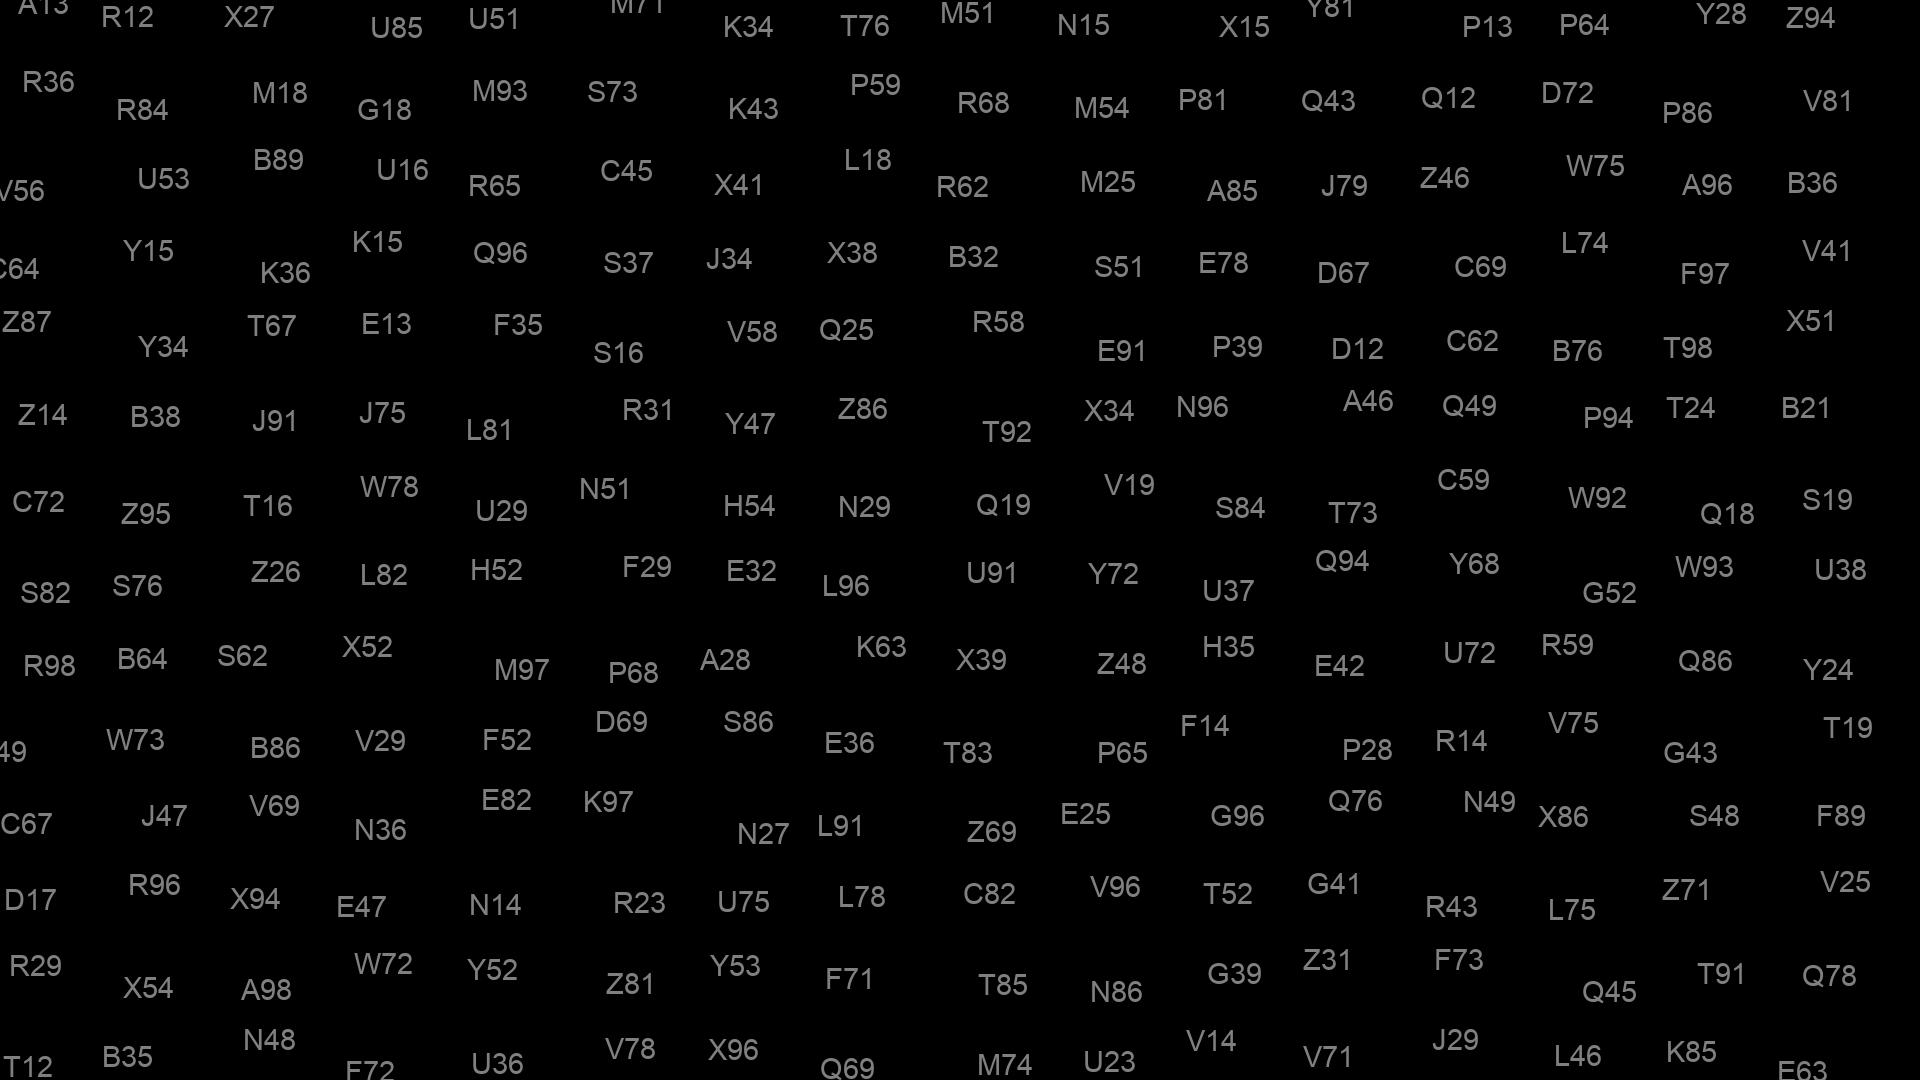 A13 R12 X27 U85 U51 M71 K34 T76 M51 N15 X15 Y81 P13 P64 Y28 Z94
R36 R84 M18 G18 M93 S73 K43 P59 R68 M54 P81 Q43 Q12 D72 P86 V81
V56 U53 B89 U16 R65 C45 X41 L18 R62 M25 A85 J79 Z46 W75 A96 B36
C64 Y15 K36 K15 Q96 S37 J34 X38 B32 S51 E78 D67 C69 L74 F97 V41
Z87 Y34 T67 E13 F35 S16 V58 Q25 R58 E91 P39 D12 C62 B76 T98 X51
Z14 B38 J91 J75 L81 R31 Y47 Z86 T92 X34 N96 A46 Q49 P94 T24 B21
C72 Z95 T16 W78 U29 N51 H54 N29 Q19 V19 S84 T73 C59 W92 Q18 S19
S82 S76 Z26 L82 H52 F29 E32 L96 U91 Y72 U37 Q94 Y68 G52 W93 U38
R98 B64 S62 X52 M97 P68 A28 K63 X39 Z48 H35 E42 U72 R59 Q86 Y24
49 W73 B86 V29 F52 D69 S86 E36 T83 P65 F14 P28 R14 V75 G43 T19
C67 J47 V69 N36 E82 K97 N27 L91 Z69 E25 G96 Q76 N49 X86 S48 F89
D17 R96 X94 E47 N14 R23 U75 L78 C82 V96 T52 G41 R43 L75 Z71 V25
R29 X54 A98 W72 Y52 Z81 Y53 F71 T85 N86 G39 Z31 F73 Q45 T91 Q78
T12 B35 N48 F72 U36 V78 X96 Q69 M74 U23 V14 V71 J29 L46 K85 E63